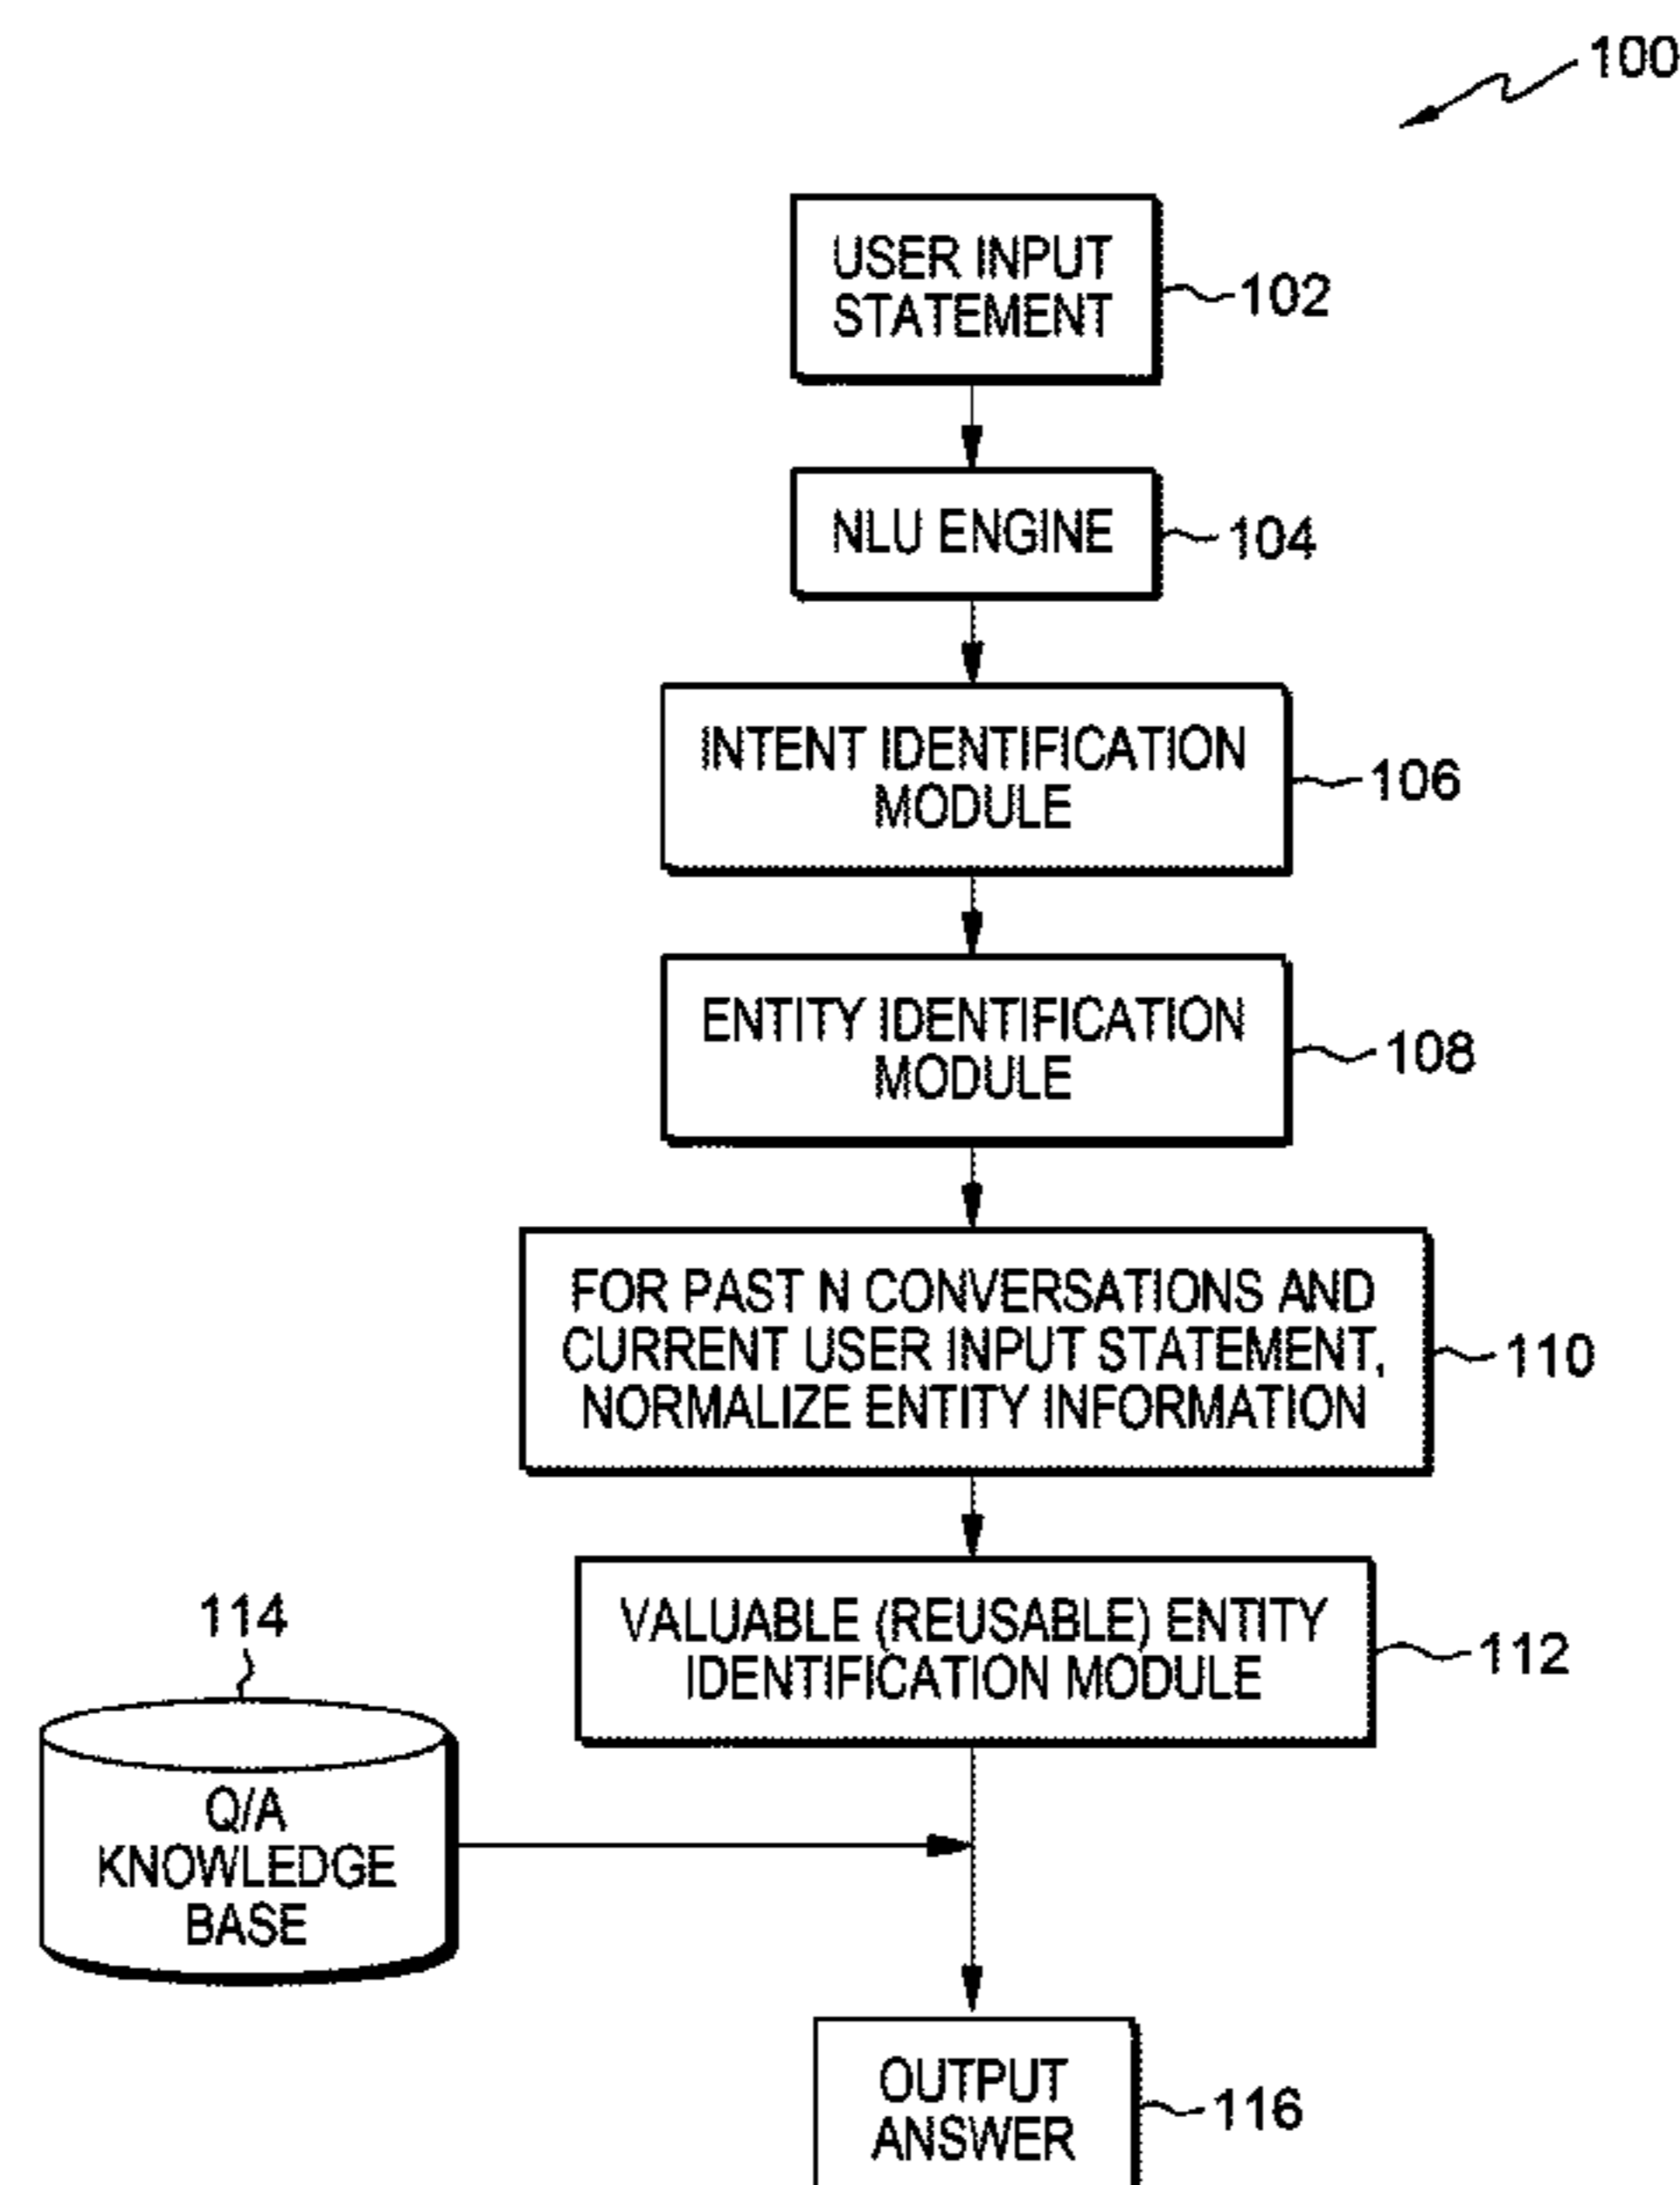 100
USER INPUT
STATEMENT
102
NLU ENGINE
104
INTENT IDENTIFICATION
MODULE
106
ENTITY IDENTIFICATION
MODULE
108
FOR PAST N CONVERSATIONS AND
CURRENT USER INPUT STATEMENT,
NORMALIZE ENTITY INFORMATION
110
VALUABLE (REUSABLE) ENTITY
IDENTIFICATION MODULE
112
114
Q/A
KNOWLEDGE
BASE
OUTPUT
ANSWER
116